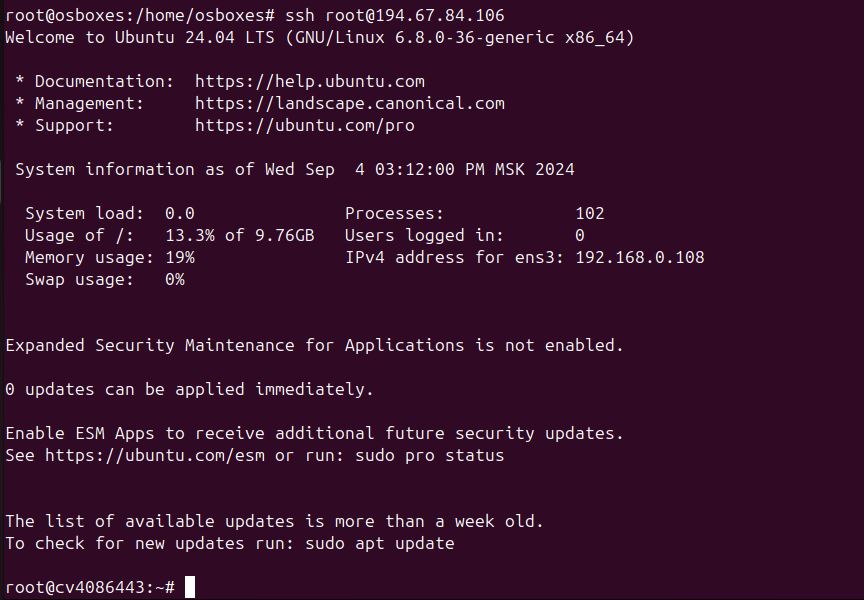 root@osboxes:/home/osboxes# ssh root@194.67.84.106
Welcome to Ubuntu 24.04 LTS (GNU/Linux 6.8.0-36-generic x86_64)
* Documentation:  https://help.ubuntu.com
* Management:     https://landscape.canonical.com
* Support:        https://ubuntu.com/pro
System information as of Wed Sep  4 03:12:00 PM MSK 2024
System load:  0.0               Processes:             102
Usage of /:   13.3% of 9.76GB   Users logged in:       0
Memory usage: 19%               IPv4 address for ens3: 192.168.0.108
Swap usage:   0%
Expanded Security Maintenance for Applications is not enabled.
0 updates can be applied immediately.
Enable ESM Apps to receive additional future security updates.
See https://ubuntu.com/esm or run: sudo pro status
The list of available updates is more than a week old.
To check for new updates run: sudo apt update
root@cv4086443:~#